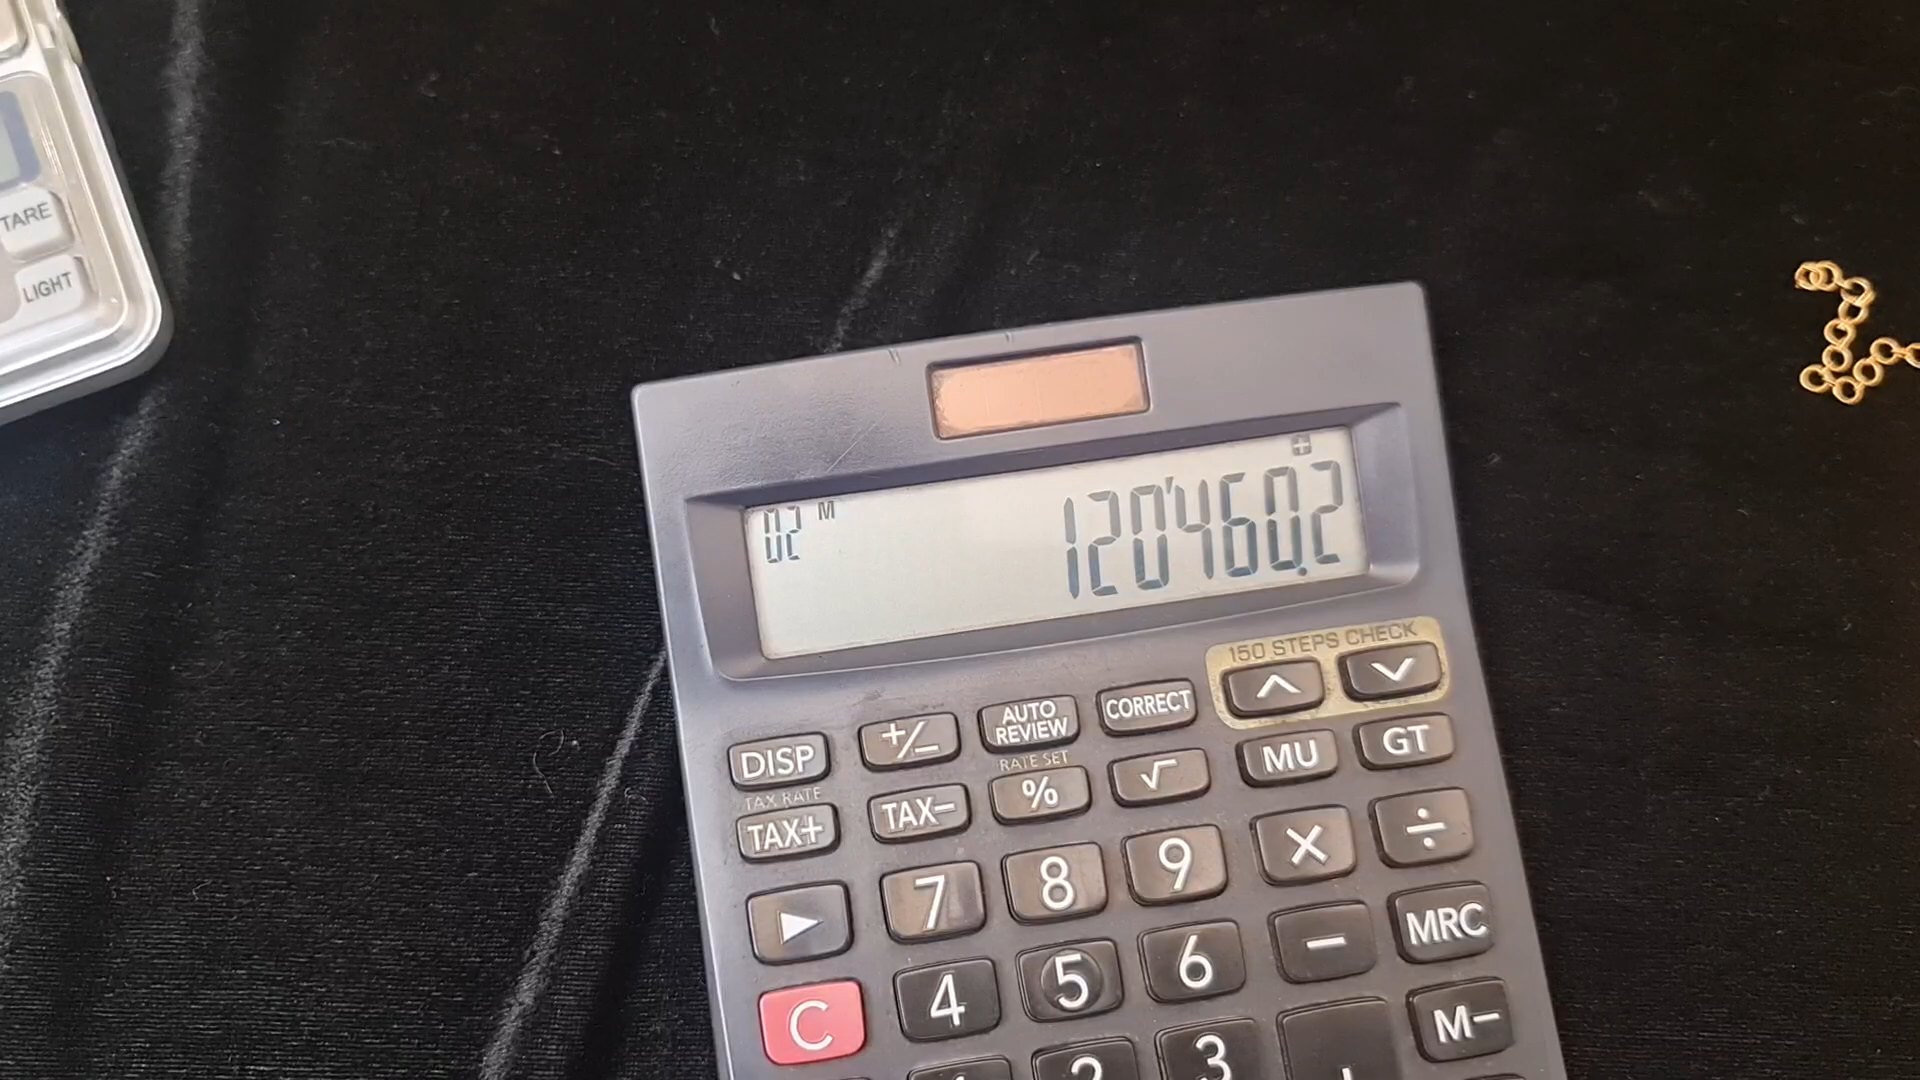 TARE
LIGHT
+
02 M 120'460.2
150 STEPS CHECK
DISP +/− AUTO REVIEW CORRECT ∧ ∨
TAX RATE RATE SET
TAX+ TAX− % √ MU GT
▶ 7 8 9 × ÷
C 4 5 6 − MRC
2 3 M−